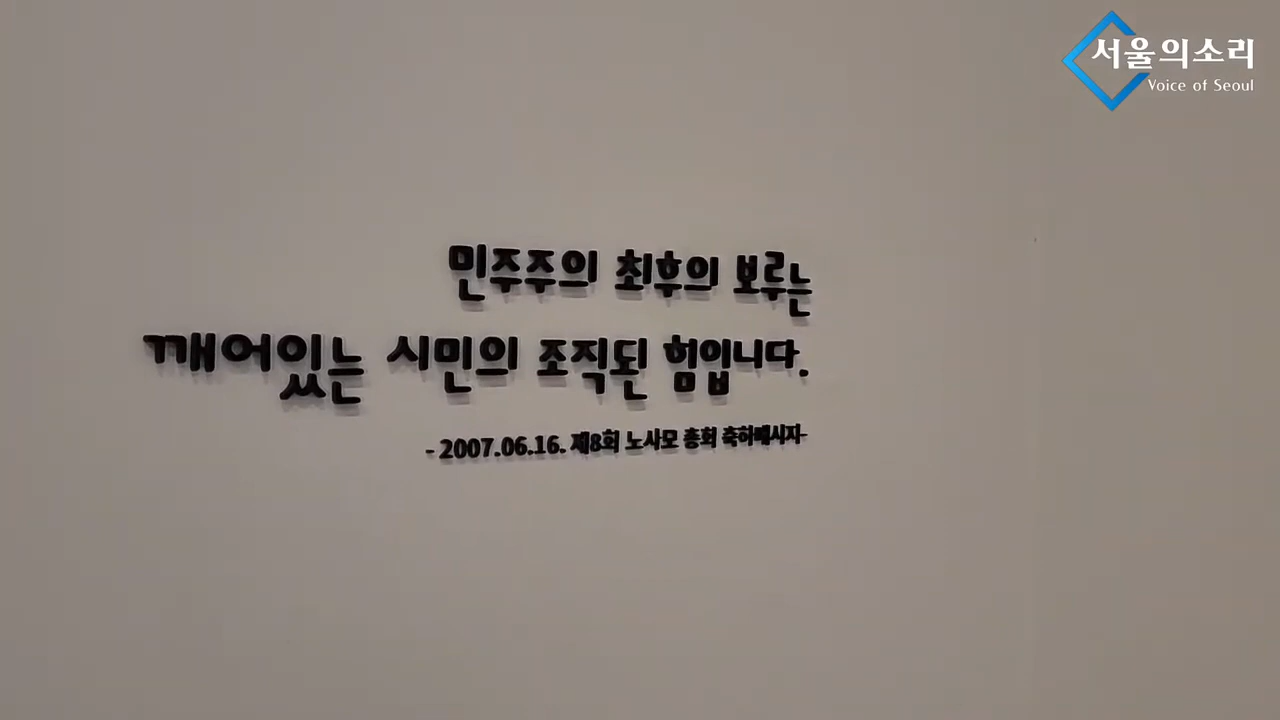 서울의소리
Voice of Seoul
민주주의 최후의 보루는
깨어있는 시민의 조직된 힘입니다.
- 2007.06.16. 제8회 노사모 총회 축하메시지-